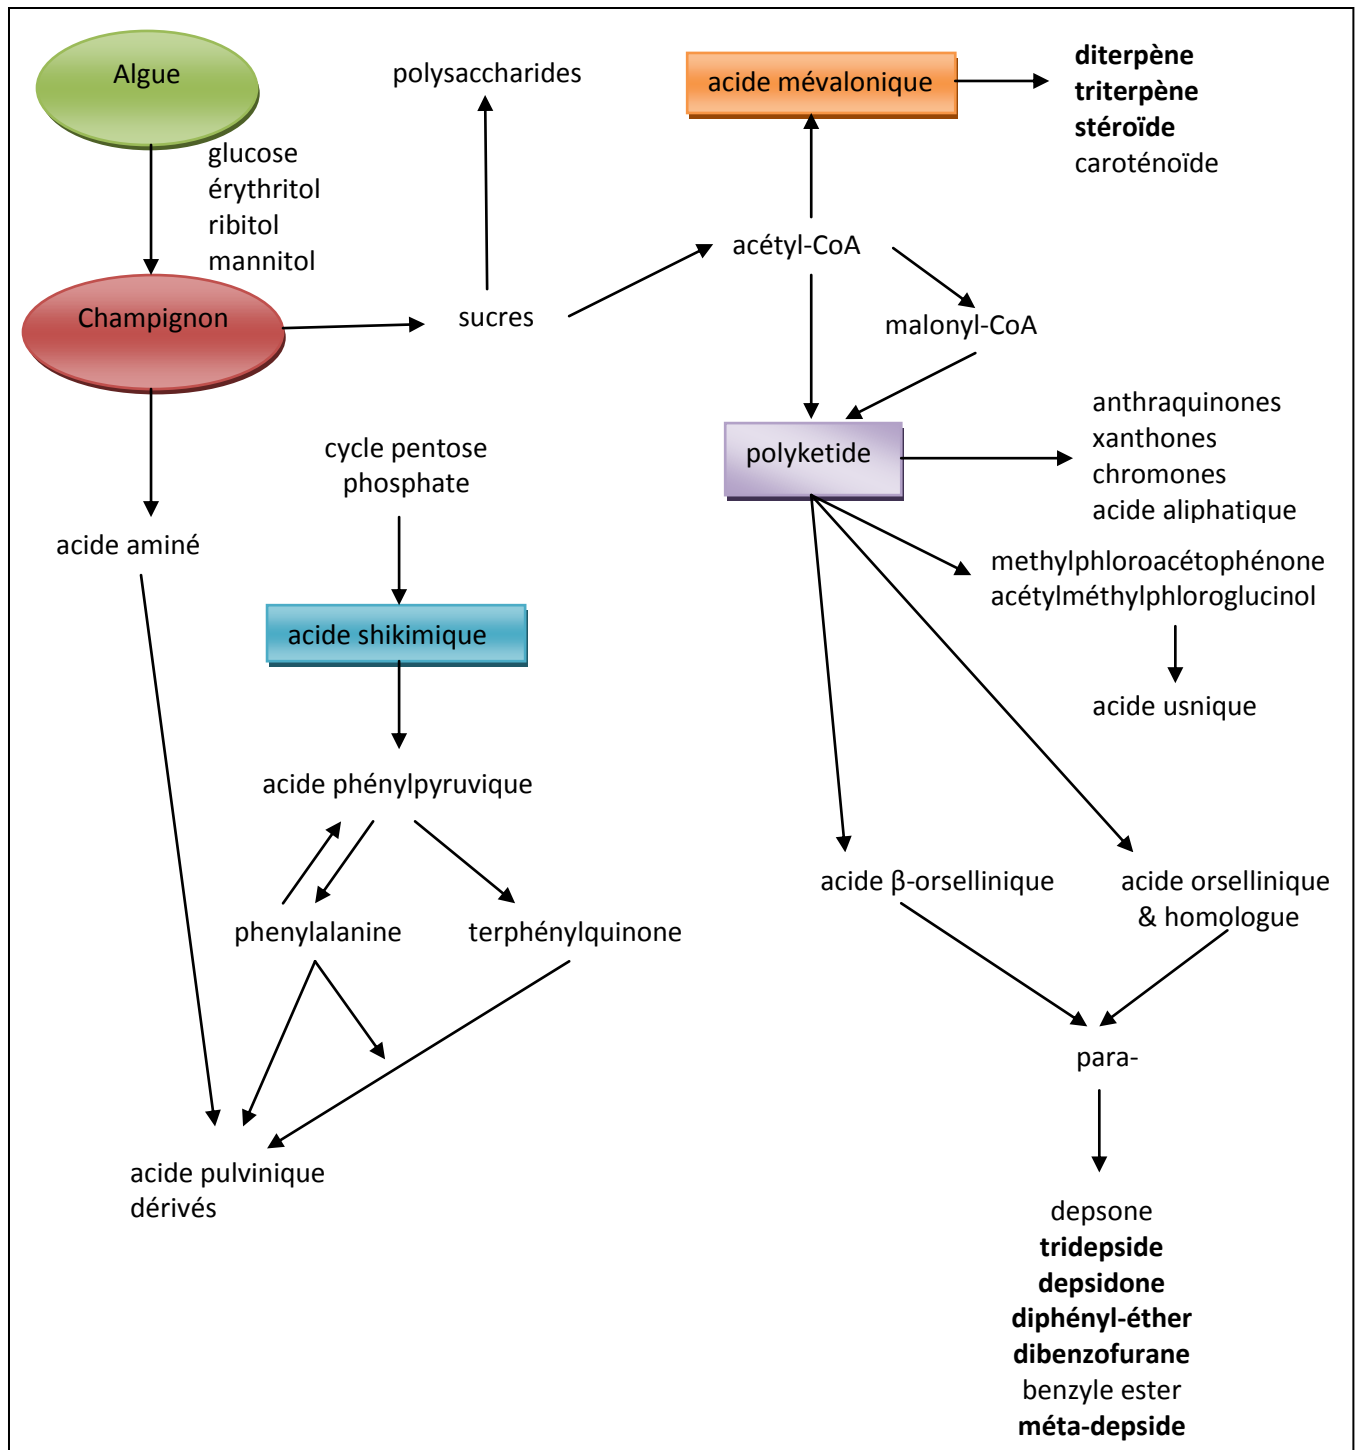 Algue
glucose
érythritol
ribitol
mannitol
Champignon
polysaccharides
sucres
acide mévalonique
diterpène
triterpène
stéroïde
caroténoïde
acétyl-CoA
malonyl-CoA
polyketide
anthraquinones
xanthones
chromones
acide aliphatique
methylphloroacétophénone
acétylméthylphloroglucinol
acide usnique
cycle pentose
phosphate
acide aminé
acide shikimique
acide phénylpyruvique
phenylalanine
terphénylquinone
acide pulvinique
dérivés
acide β-orsellinique
acide orsellinique
& homologue
para-
depsone
tridepside
depsidone
diphényl-éther
dibenzofurane
benzyle ester
méta-depside